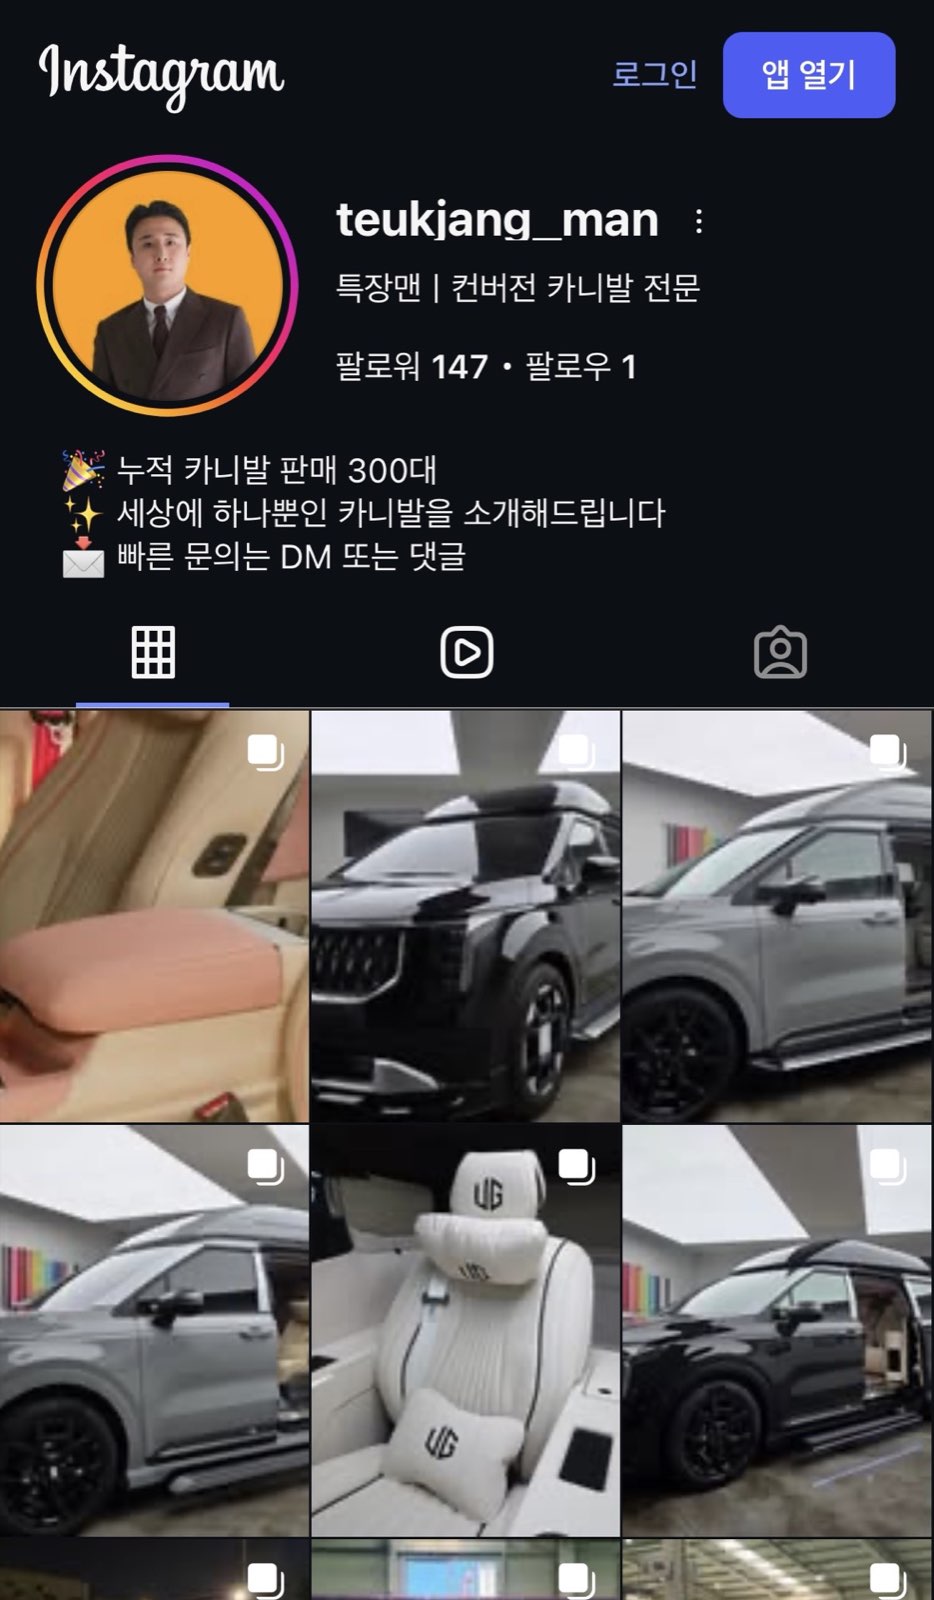 Instagram
로그인
앱 열기
teukjang_man
특장맨 | 컨버전 카니발 전문
팔로워 147 • 팔로우 1
🎉 누적 카니발 판매 300대
✨ 세상에 하나뿐인 카니발을 소개해드립니다
📩 빠른 문의는 DM 또는 댓글
UG
UG
UG